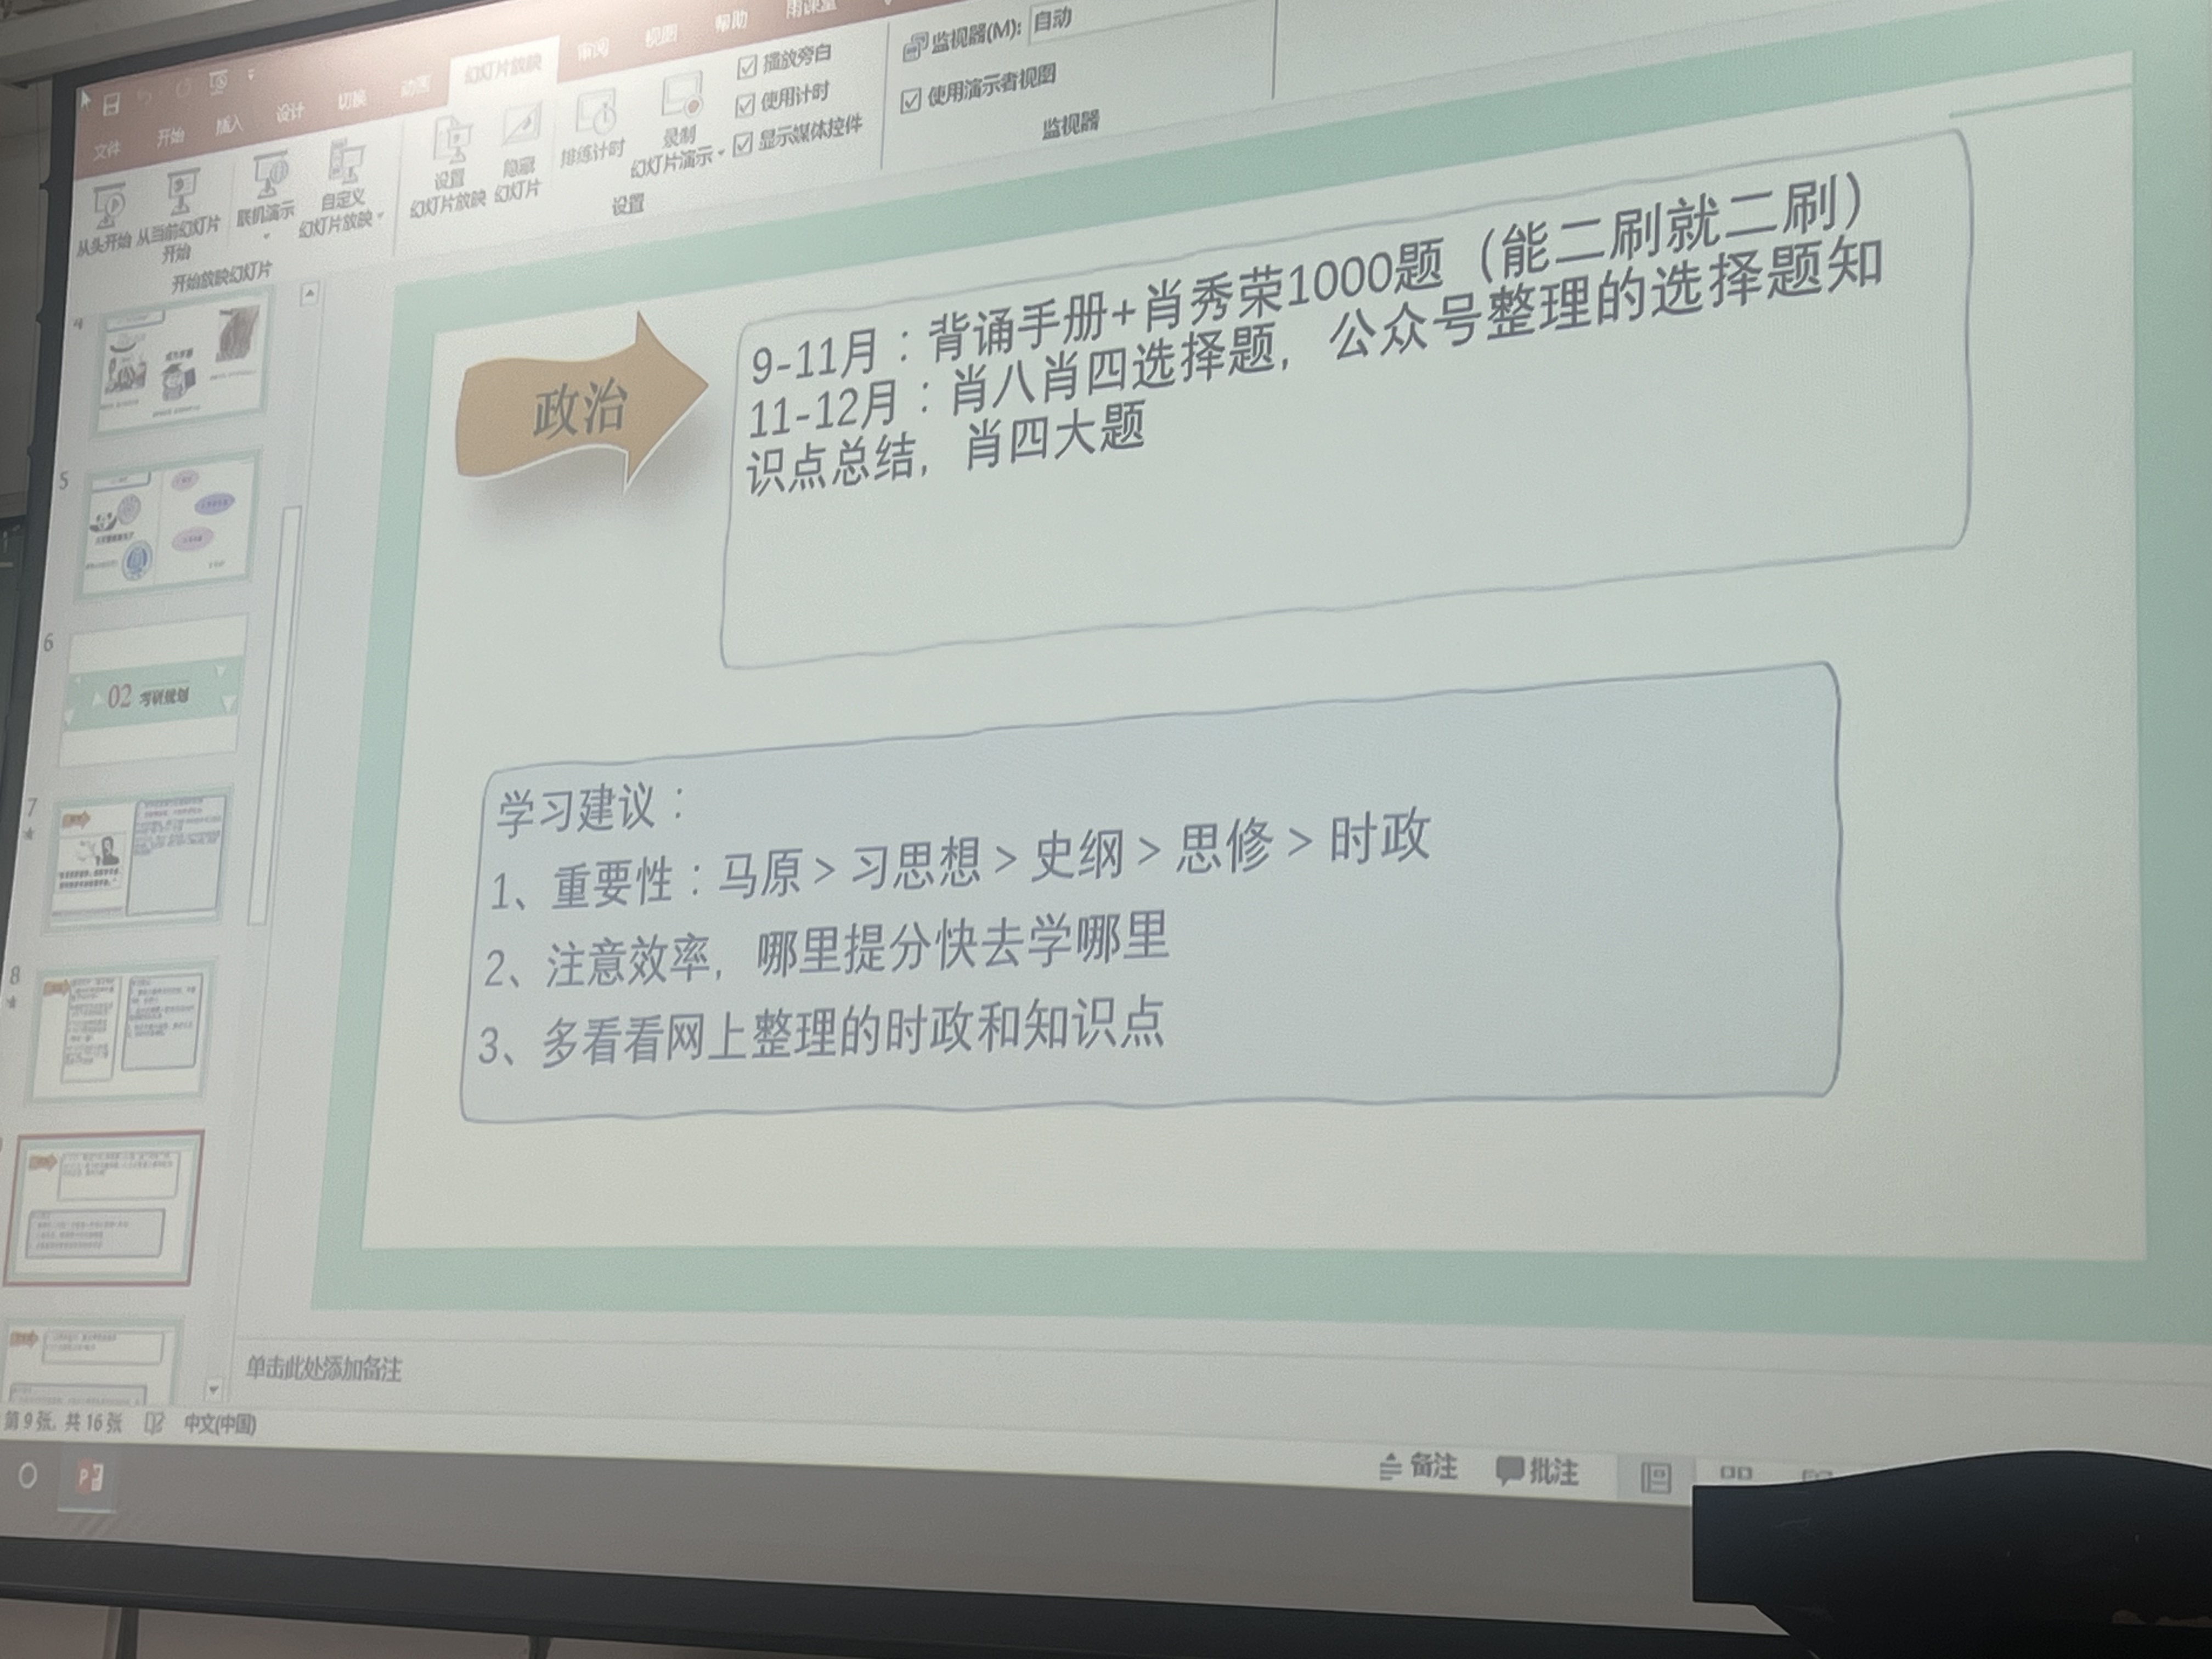 文件
开始
插入
设计
切换
动画
幻灯片放映
审阅
视图
帮助
雨课堂
从头开始
从当前幻灯片
开始
联机演示
自定义
幻灯片放映
设置
幻灯片放映
隐藏
幻灯片
排练计时
录制
幻灯片演示
播放旁白
使用计时
显示媒体控件
监视器(M):
自动
使用演示者视图
开始放映幻灯片
设置
监视器
政治
9-11月：背诵手册+肖秀荣1000题（能二刷就二刷）
11-12月：肖八肖四选择题，公众号整理的选择题知
识点总结，肖四大题
学习建议：
1、重要性：马原>习思想>史纲>思修>时政
2、注意效率，哪里提分快去学哪里
3、多看看网上整理的时政和知识点
4
5
6
02 考研规划
7
8
单击此处添加备注
第 9 张，共 16 张
中文(中国)
备注
批注